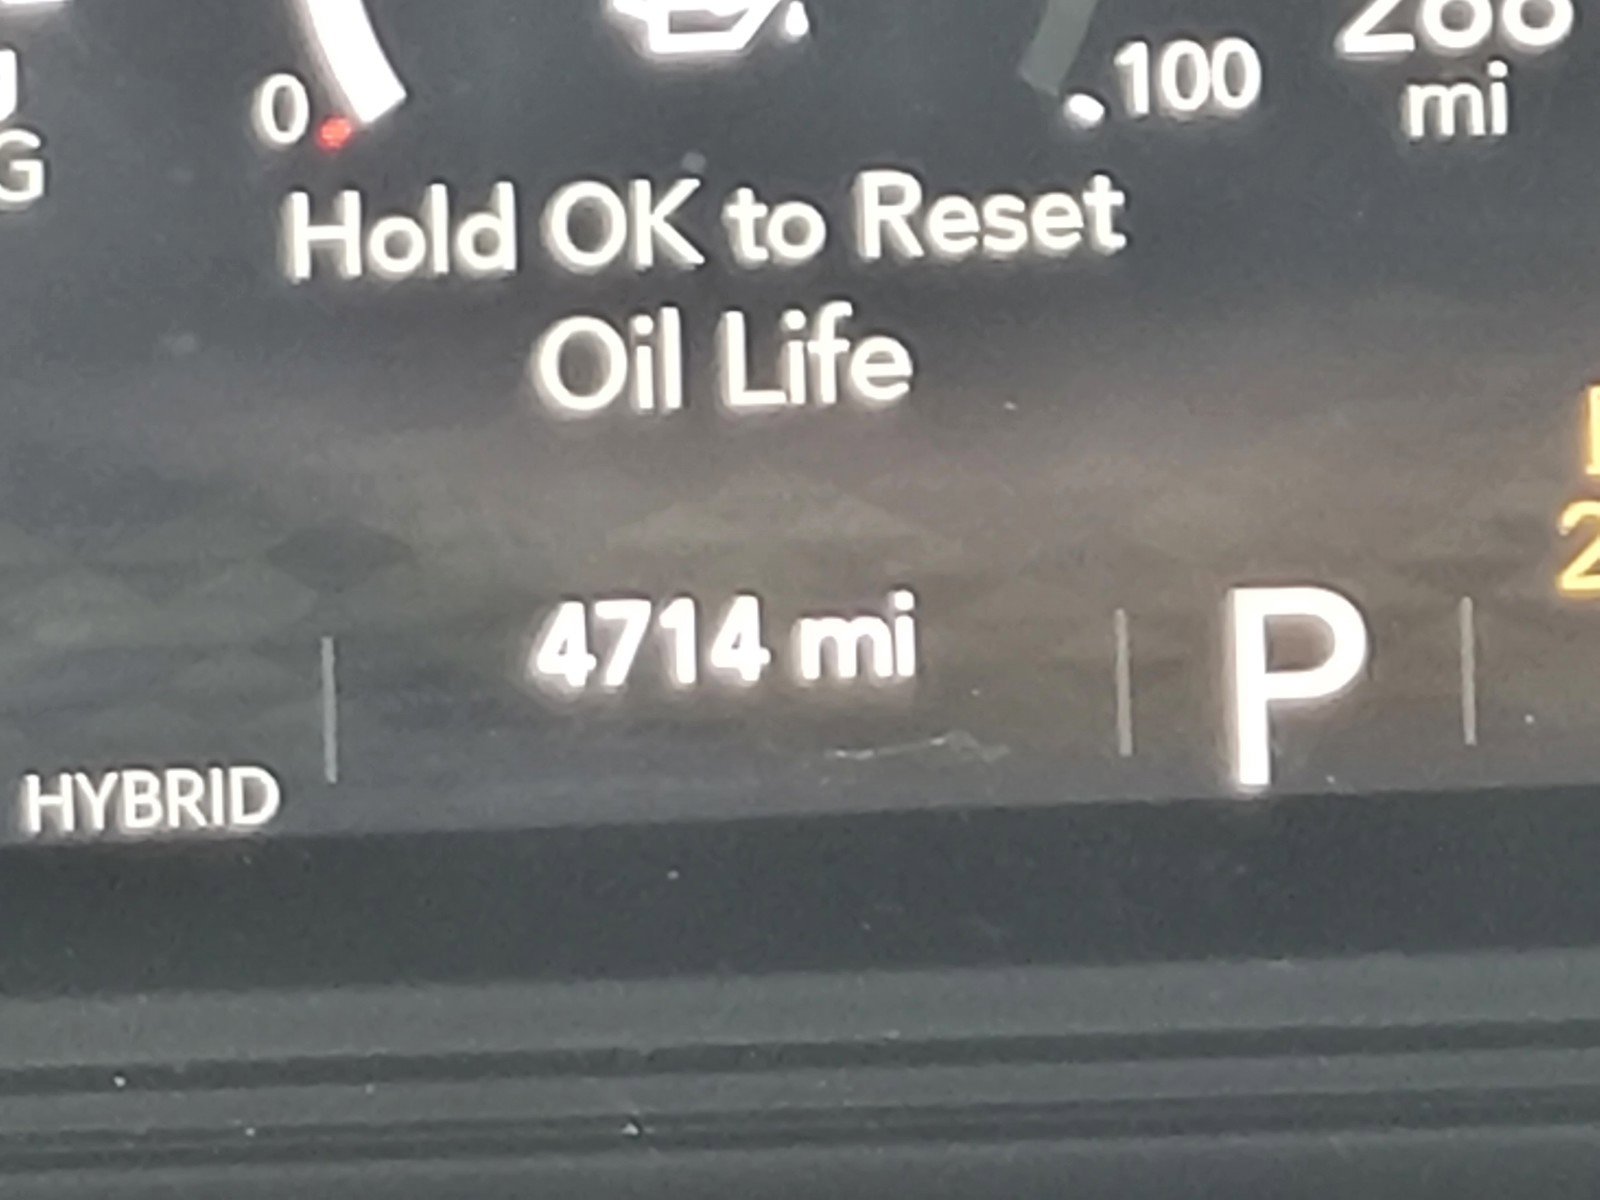 0
100
mi
G
Hold OK to Reset
Oil Life
4714 mi
P
HYBRID